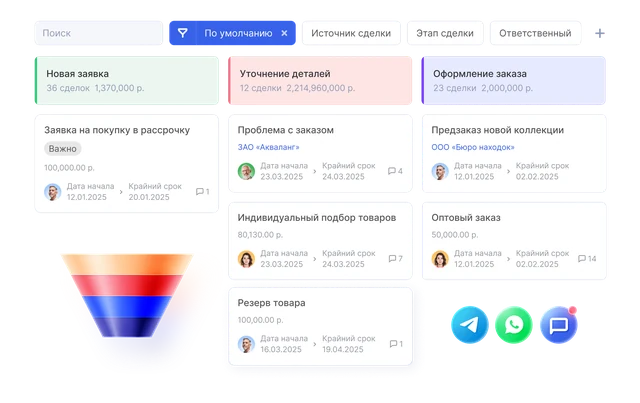 Поиск
По умолчанию
Источник сделки
Этап сделки
Ответственный
Новая заявка
36 сделок 1,370,000 р.
Уточнение деталей
12 сделки 2,214,960,000 р.
Оформление заказа
23 сделки 2,000,000 р.
Заявка на покупку в рассрочку
Важно
100,000.00 р.
Дата начала
12.01.2025
Крайний срок
20.01.2025
1
Проблема с заказом
ЗАО «Акваланг»
Дата начала
23.03.2025
Крайний срок
24.03.2025
4
Индивидуальный подбор товаров
80,130.00 р.
Дата начала
23.03.2025
Крайний срок
24.03.2025
7
Резерв товара
100,00.00 р.
Дата начала
16.03.2025
Крайний срок
19.04.2025
1
Предзаказ новой коллекции
ООО «Бюро находок»
Дата начала
12.01.2025
Крайний срок
02.02.2025
Оптовый заказ
50,000.00 р.
Дата начала
12.01.2025
Крайний срок
02.02.2025
14